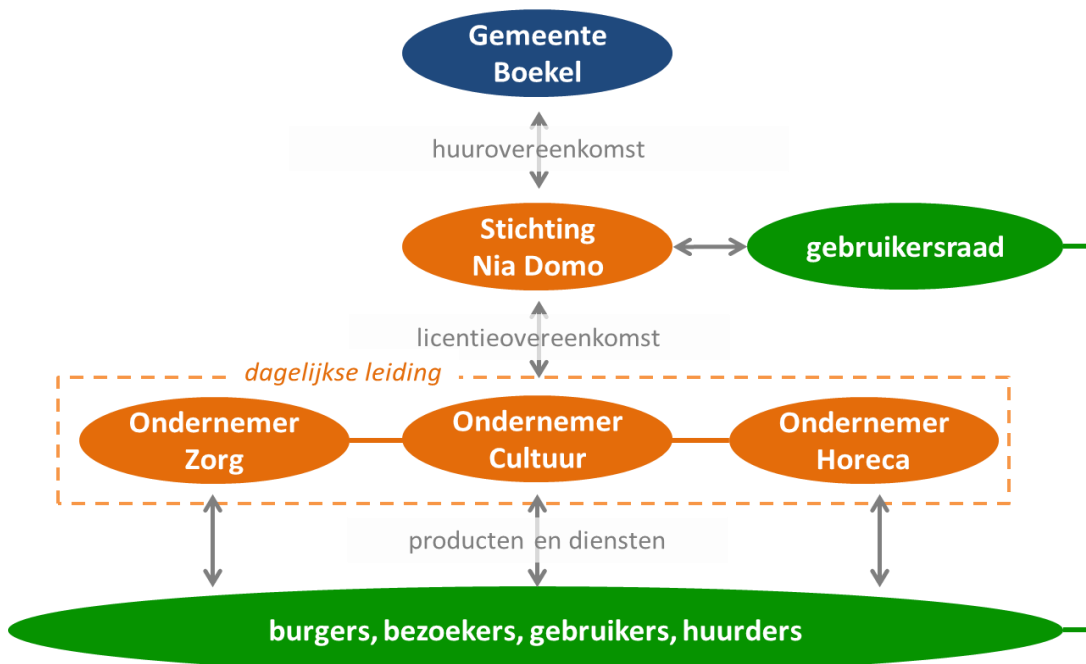 Gemeente
Boekel
huurovereenkomst
Stichting
Nia Domo
gebruikersraad
licentieovereenkomst
dagelijkse leiding
Ondernemer
Zorg
Ondernemer
Cultuur
Ondernemer
Horeca
producten en diensten
burgers, bezoekers, gebruikers, huurders